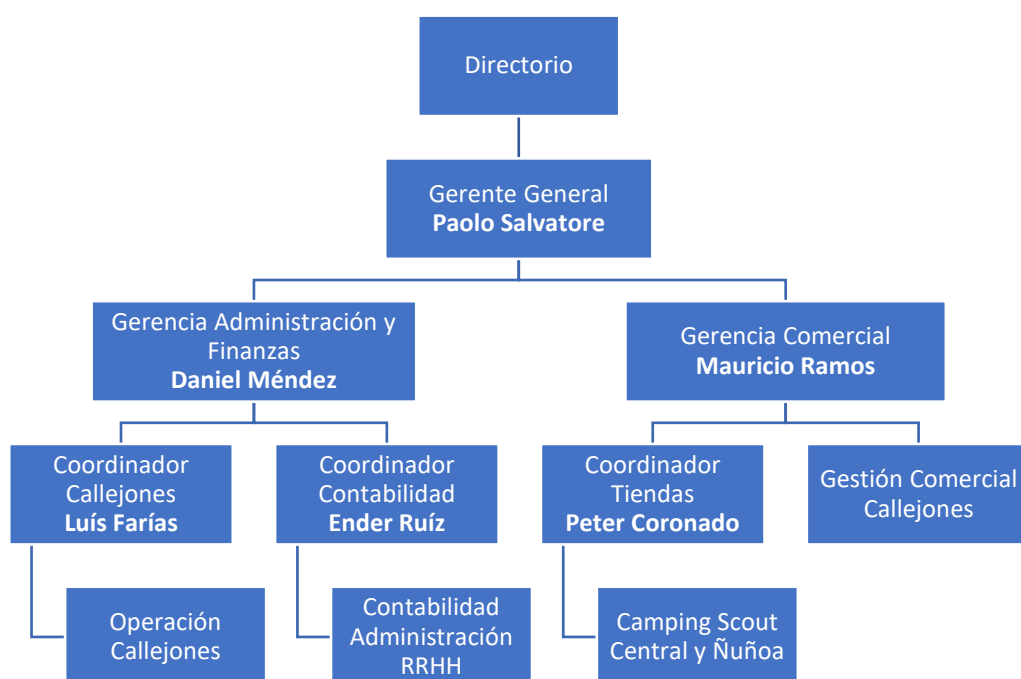 Directorio
Gerente General
Paolo Salvatore
Gerencia Administración y
Finanzas
Daniel Méndez
Gerencia Comercial
Mauricio Ramos
Coordinador
Callejones
Luís Farías
Coordinador
Contabilidad
Ender Ruíz
Coordinador
Tiendas
Peter Coronado
Gestión Comercial
Callejones
Operación
Callejones
Contabilidad
Administración
RRHH
Camping Scout
Central y Ñuñoa